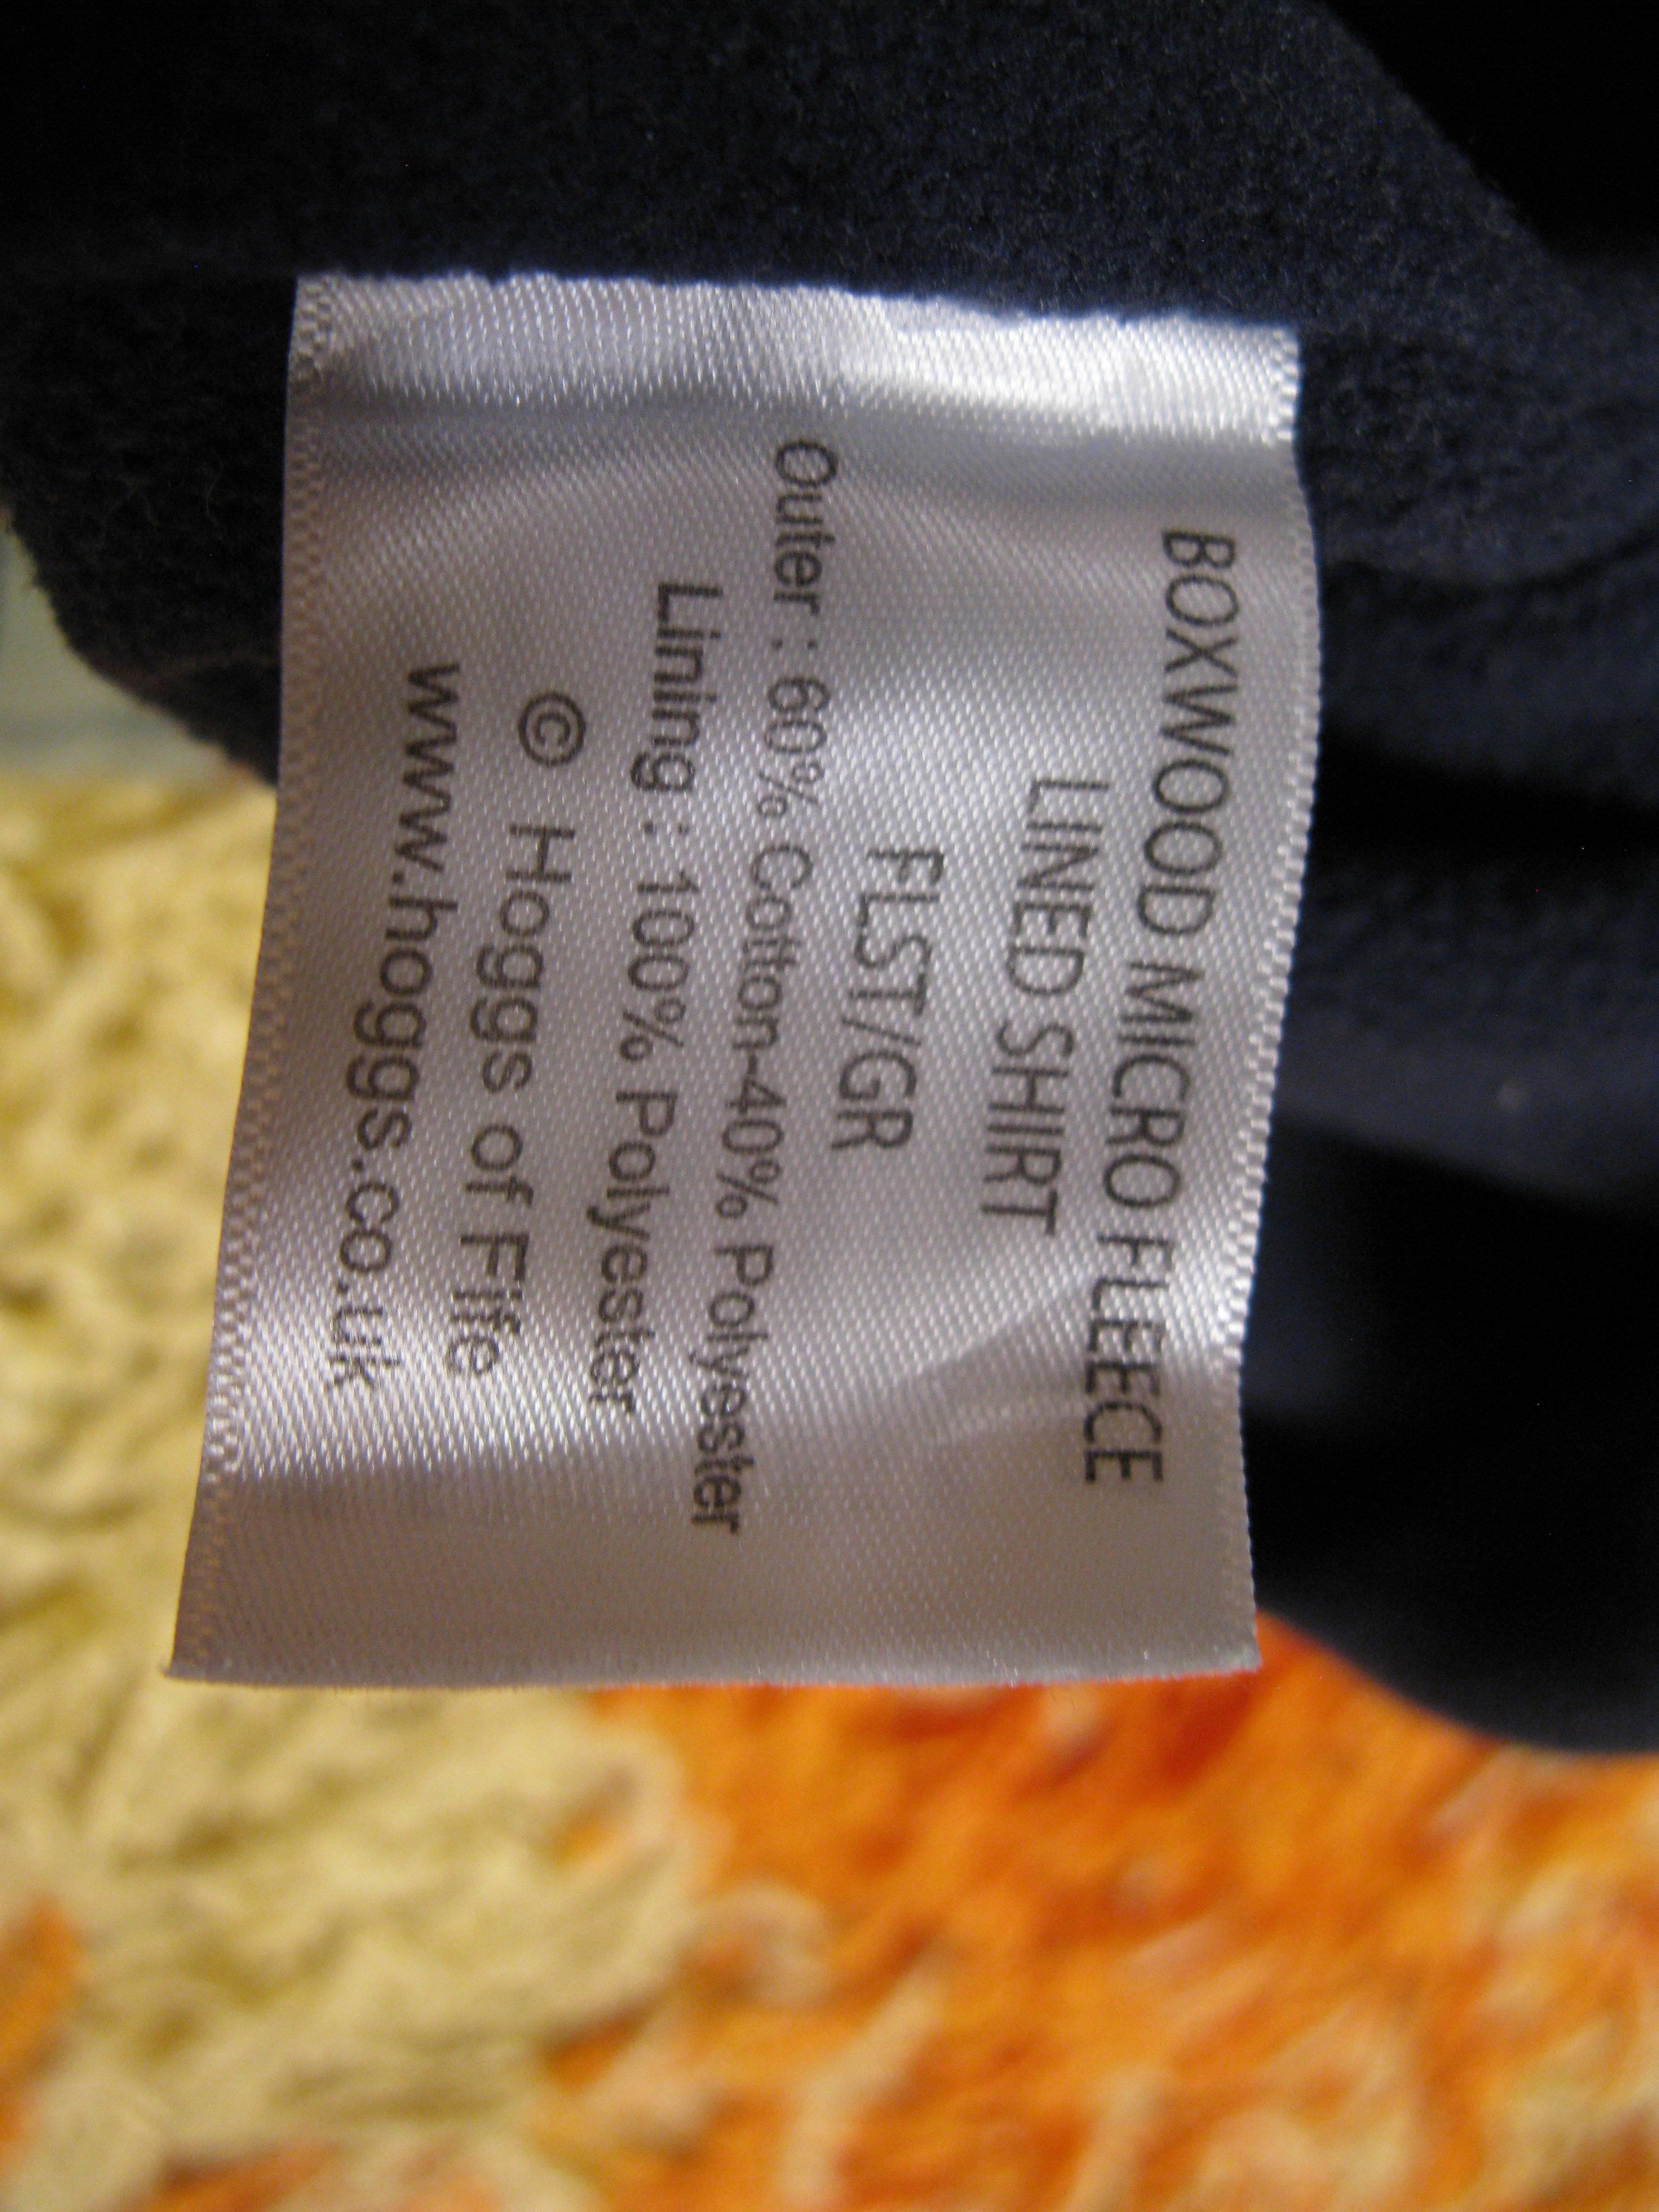 BOXWOOD MICRO FLEECE
LINED SHIRT
FLST/GR
Outer : 60% Cotton-40% Polyester
Lining : 100% Polyester
© Hoggs of Fife
www.hoggs.co.uk